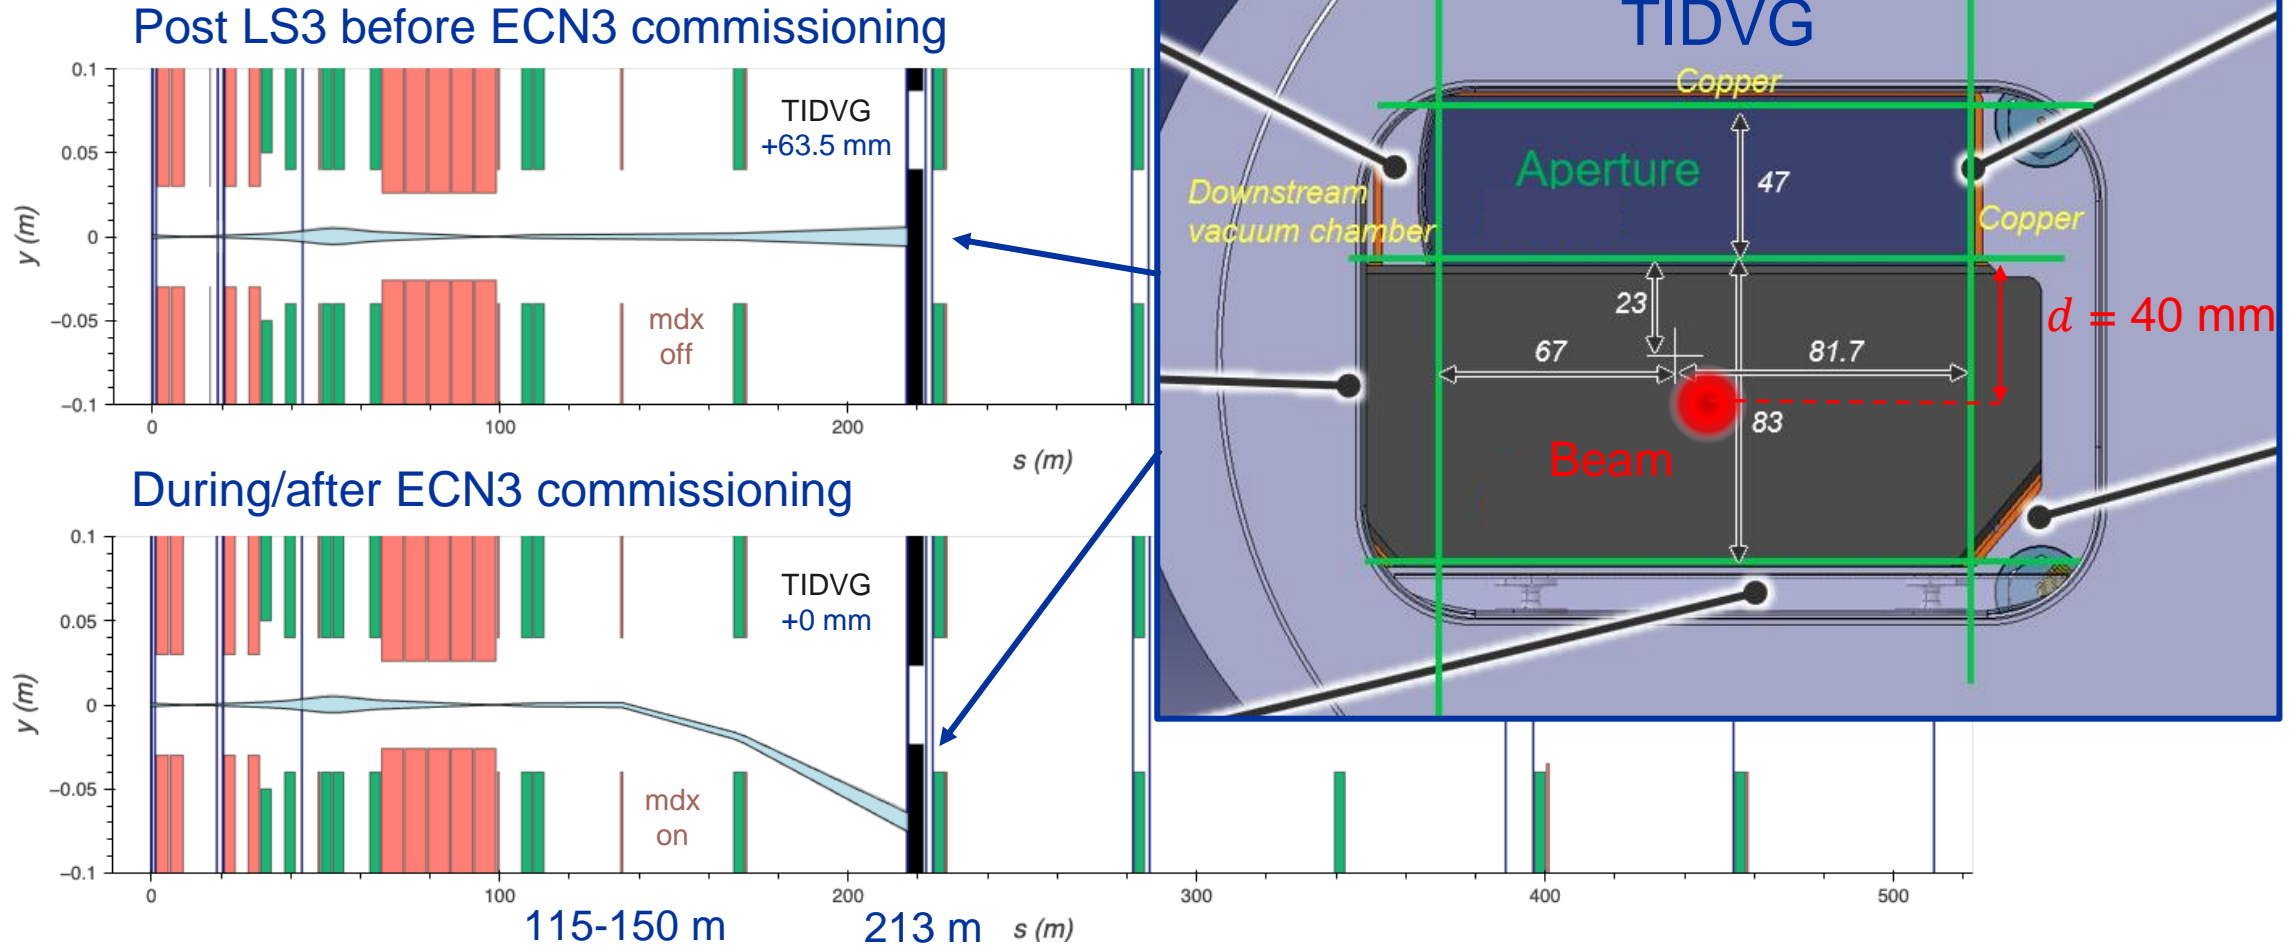 Post LS3 before ECN3 commissioning
0.1
0.05
0
−0.05
−0.1
y (m)
TIDVG
+63.5 mm
mdx
off
0
100
200
s (m)
During/after ECN3 commissioning
0.1
0.05
0
−0.05
−0.1
y (m)
TIDVG
+0 mm
mdx
on
0
100
200
300
400
500
115-150 m
213 m
s (m)
TIDVG
Copper
Aperture
47
Downstream
vacuum chamber
Copper
23
d = 40 mm
67
81.7
83
Beam